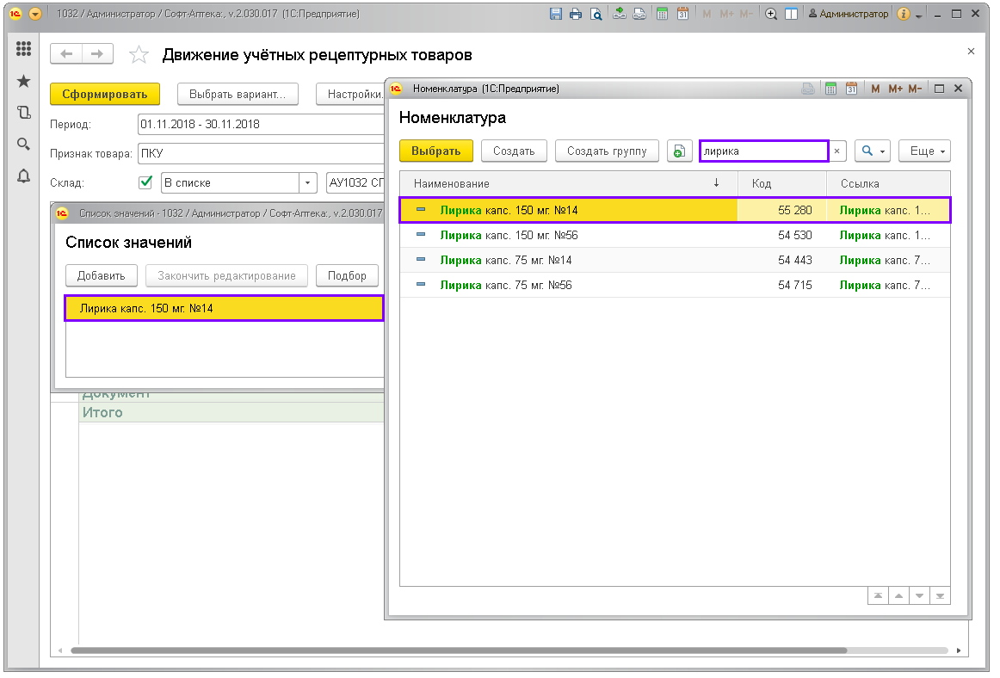 1032 / Администратор / Софт-Аптека:, v.2.030.017 (1С:Предприятие)
M M+ M- Администратор
Движение учётных рецептурных товаров
Сформировать Выбрать вариант... Настройки.
Период: 01.11.2018 - 30.11.2018
Признак товара: ПКУ
Склад: В списке АУ1032 СГ
Список значений - 1032 / Администратор / Софт-Аптека:, v.2.030.017
Список значений
Добавить Закончить редактирование Подбор
Лирика капс. 150 мг. №14
Документ
Итого
Номенклатура (1С:Предприятие)
31 M M+ M-
Номенклатура
Выбрать Создать Создать группу лирика × Еще
Наименование ↓ Код Ссылка
Лирика капс. 150 мг. №14 55 280 Лирика капс. 1...
Лирика капс. 150 мг. №56 54 530 Лирика капс. 1...
Лирика капс. 75 мг. №14 54 443 Лирика капс. 7...
Лирика капс. 75 мг. №56 54 715 Лирика капс. 7...